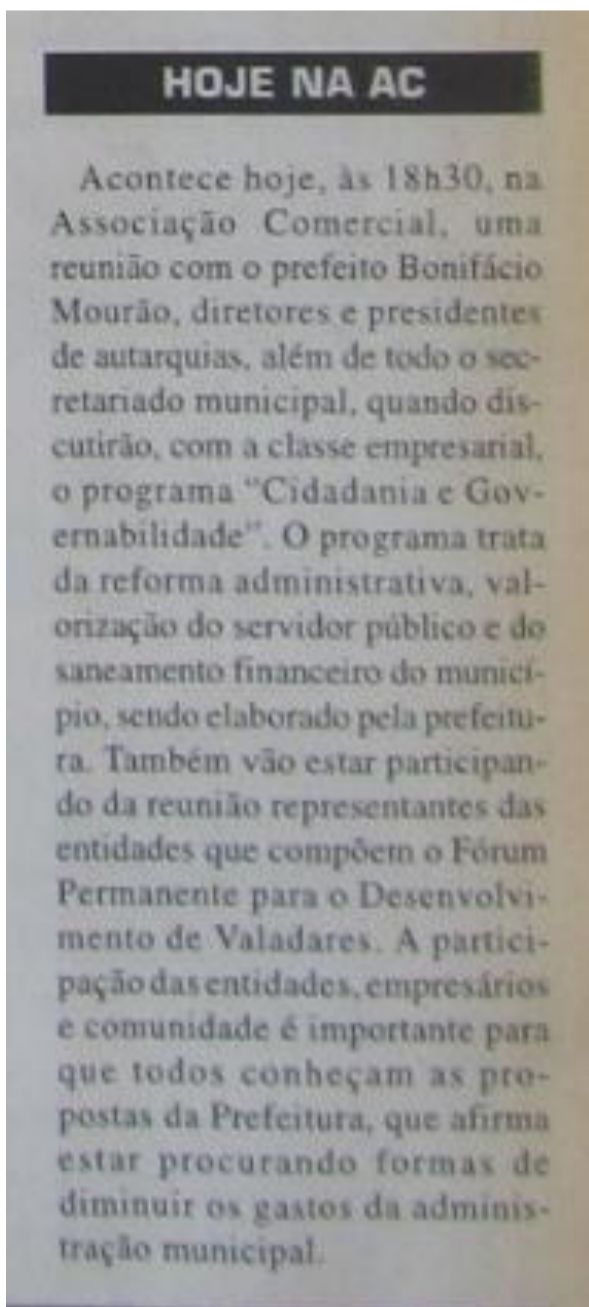 HOJE NA AC
Acontece hoje, às 18h30, na
Associação Comercial, uma
reunião com o prefeito Bonifácio
Mourão, diretores e presidentes
de autarquias, além de todo o sec-
retariado municipal, quando dis-
cutirão, com a classe empresarial,
o programa "Cidadania e Gov-
ernabilidade". O programa trata
da reforma administrativa, val-
orização do servidor público e do
saneamento financeiro do municí-
pio, sendo elaborado pela prefeitu-
ra. Também vão estar participan-
do da reunião representantes das
entidades que compõem o Fórum
Permanente para o Desenvolvi-
mento de Valadares. A partici-
pação das entidades, empresários
e comunidade é importante para
que todos conheçam as pro-
postas da Prefeitura, que afirma
estar procurando formas de
diminuir os gastos da adminis-
tração municipal.